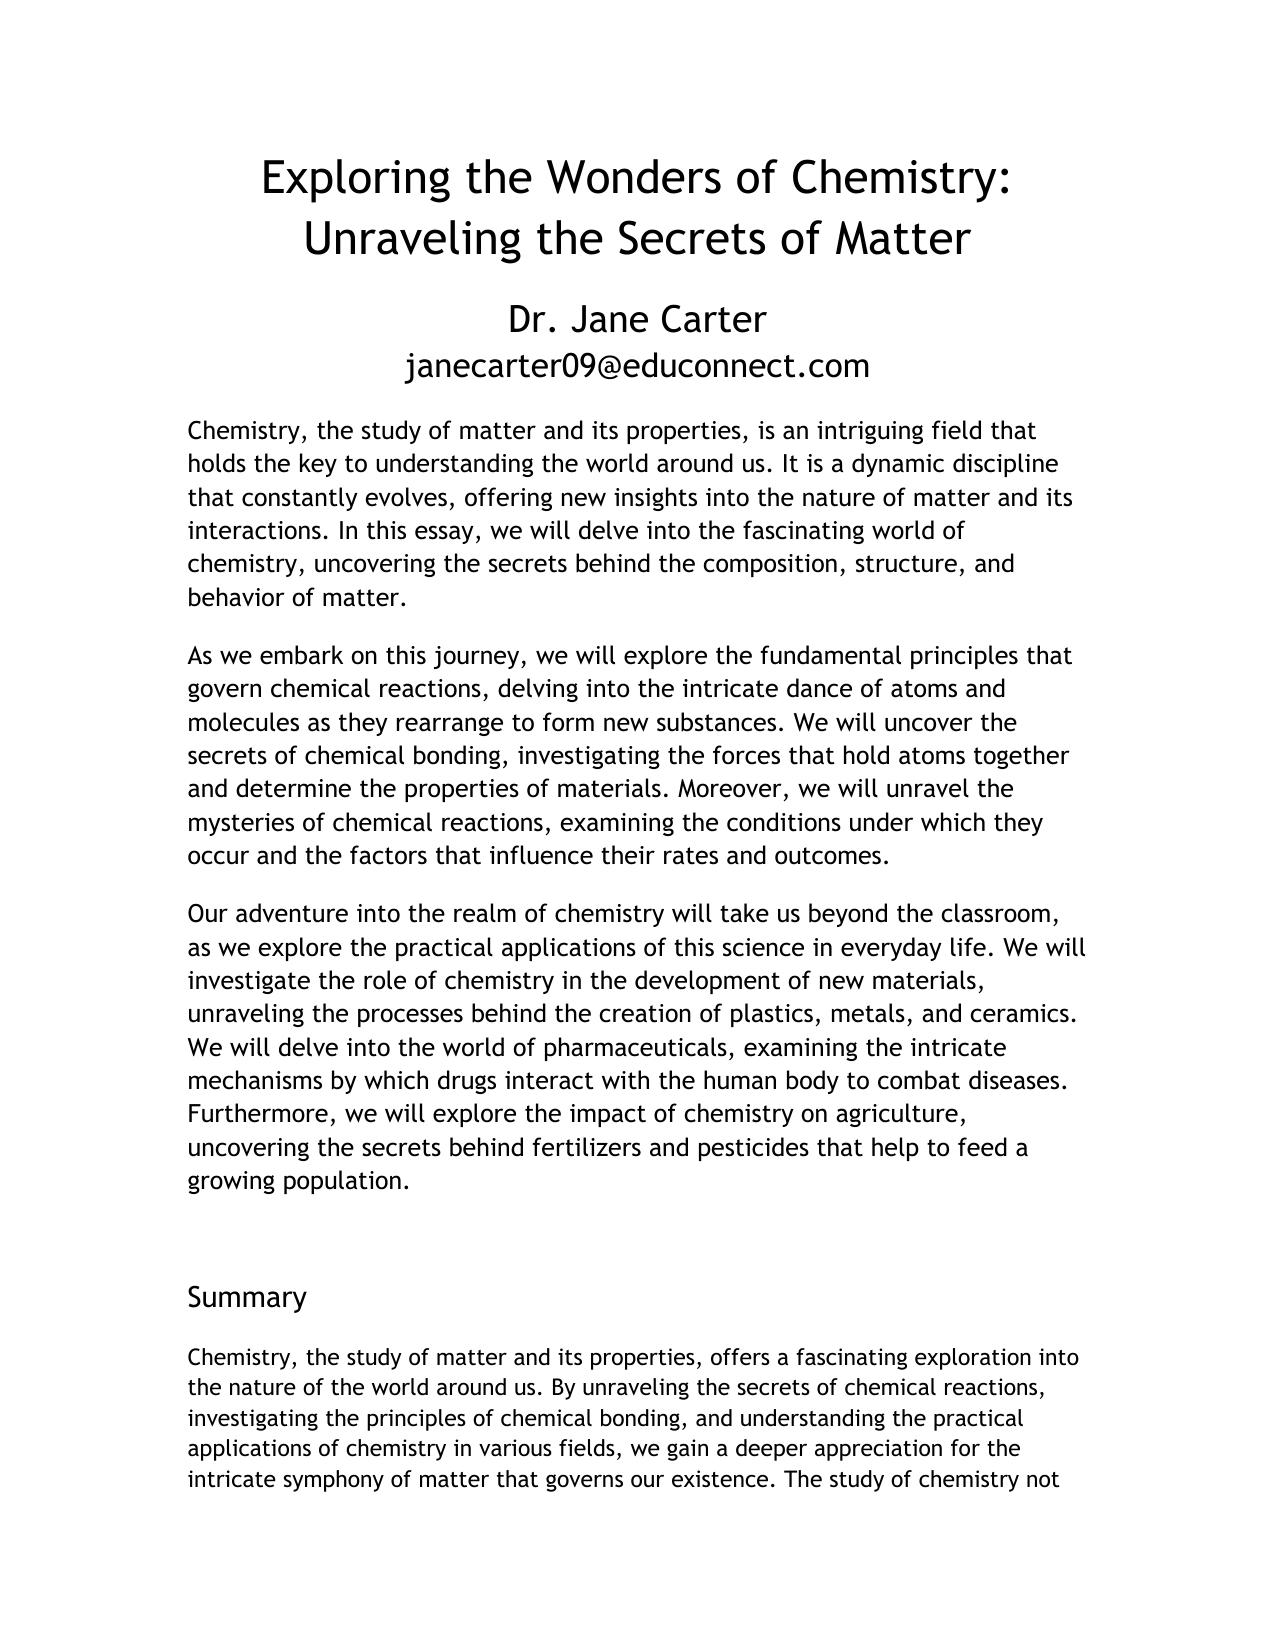 Exploring the Wonders of Chemistry:
Unraveling the Secrets of Matter
Dr. Jane Carter
janecarter09@educonnect.com
Chemistry, the study of matter and its properties, is an intriguing field that
holds the key to understanding the world around us. It is a dynamic discipline
that constantly evolves, offering new insights into the nature of matter and its
interactions. In this essay, we will delve into the fascinating world of
chemistry, uncovering the secrets behind the composition, structure, and
behavior of matter.
As we embark on this journey, we will explore the fundamental principles that
govern chemical reactions, delving into the intricate dance of atoms and
molecules as they rearrange to form new substances. We will uncover the
secrets of chemical bonding, investigating the forces that hold atoms together
and determine the properties of materials. Moreover, we will unravel the
mysteries of chemical reactions, examining the conditions under which they
occur and the factors that influence their rates and outcomes.
Our adventure into the realm of chemistry will take us beyond the classroom,
as we explore the practical applications of this science in everyday life. We will
investigate the role of chemistry in the development of new materials,
unraveling the processes behind the creation of plastics, metals, and ceramics.
We will delve into the world of pharmaceuticals, examining the intricate
mechanisms by which drugs interact with the human body to combat diseases.
Furthermore, we will explore the impact of chemistry on agriculture,
uncovering the secrets behind fertilizers and pesticides that help to feed a
growing population.
Summary
Chemistry, the study of matter and its properties, offers a fascinating exploration into
the nature of the world around us. By unraveling the secrets of chemical reactions,
investigating the principles of chemical bonding, and understanding the practical
applications of chemistry in various fields, we gain a deeper appreciation for the
intricate symphony of matter that governs our existence. The study of chemistry not